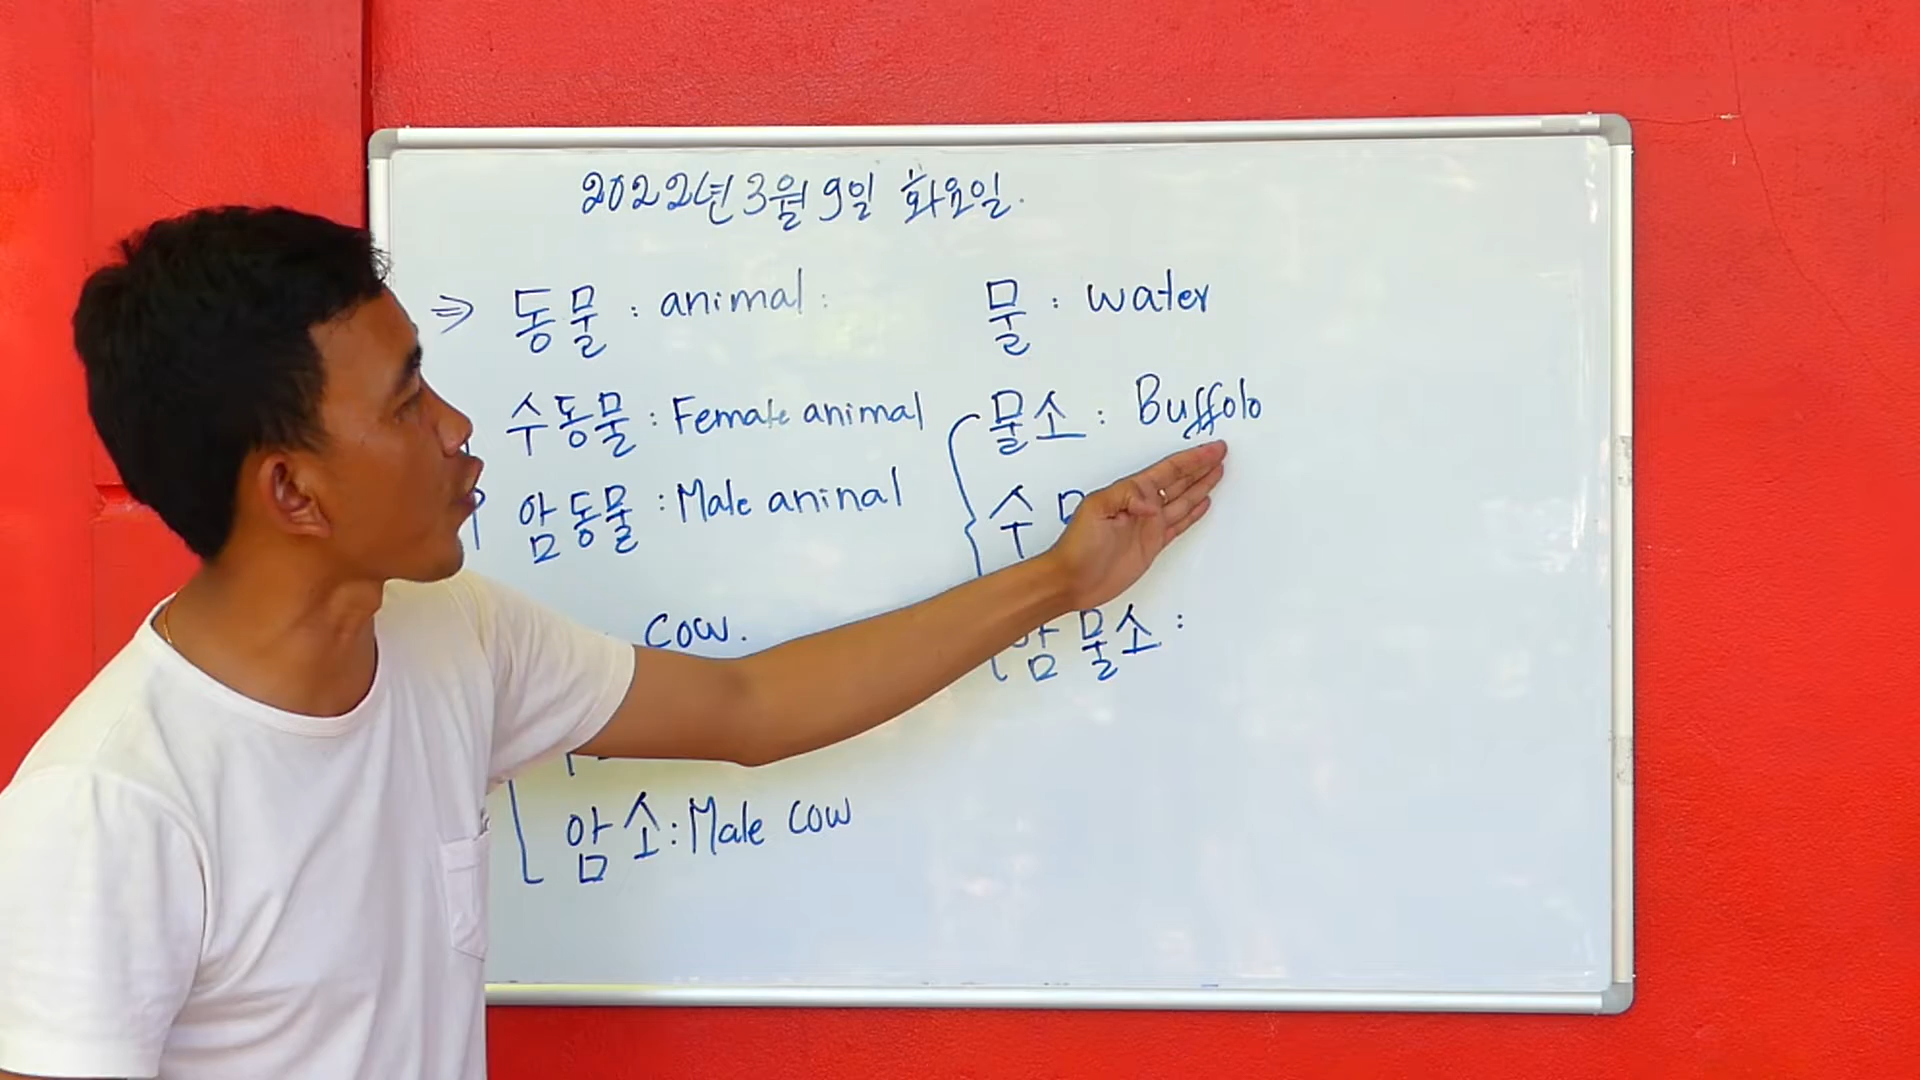 2022년 3월 9일 화요일.
⇒ 동물 : animal :
수동물 : Female animal
암동물 : Male aninal
cow.
암소 : Male cow
물 : water
물소 : Buffolo
수
암물소 :